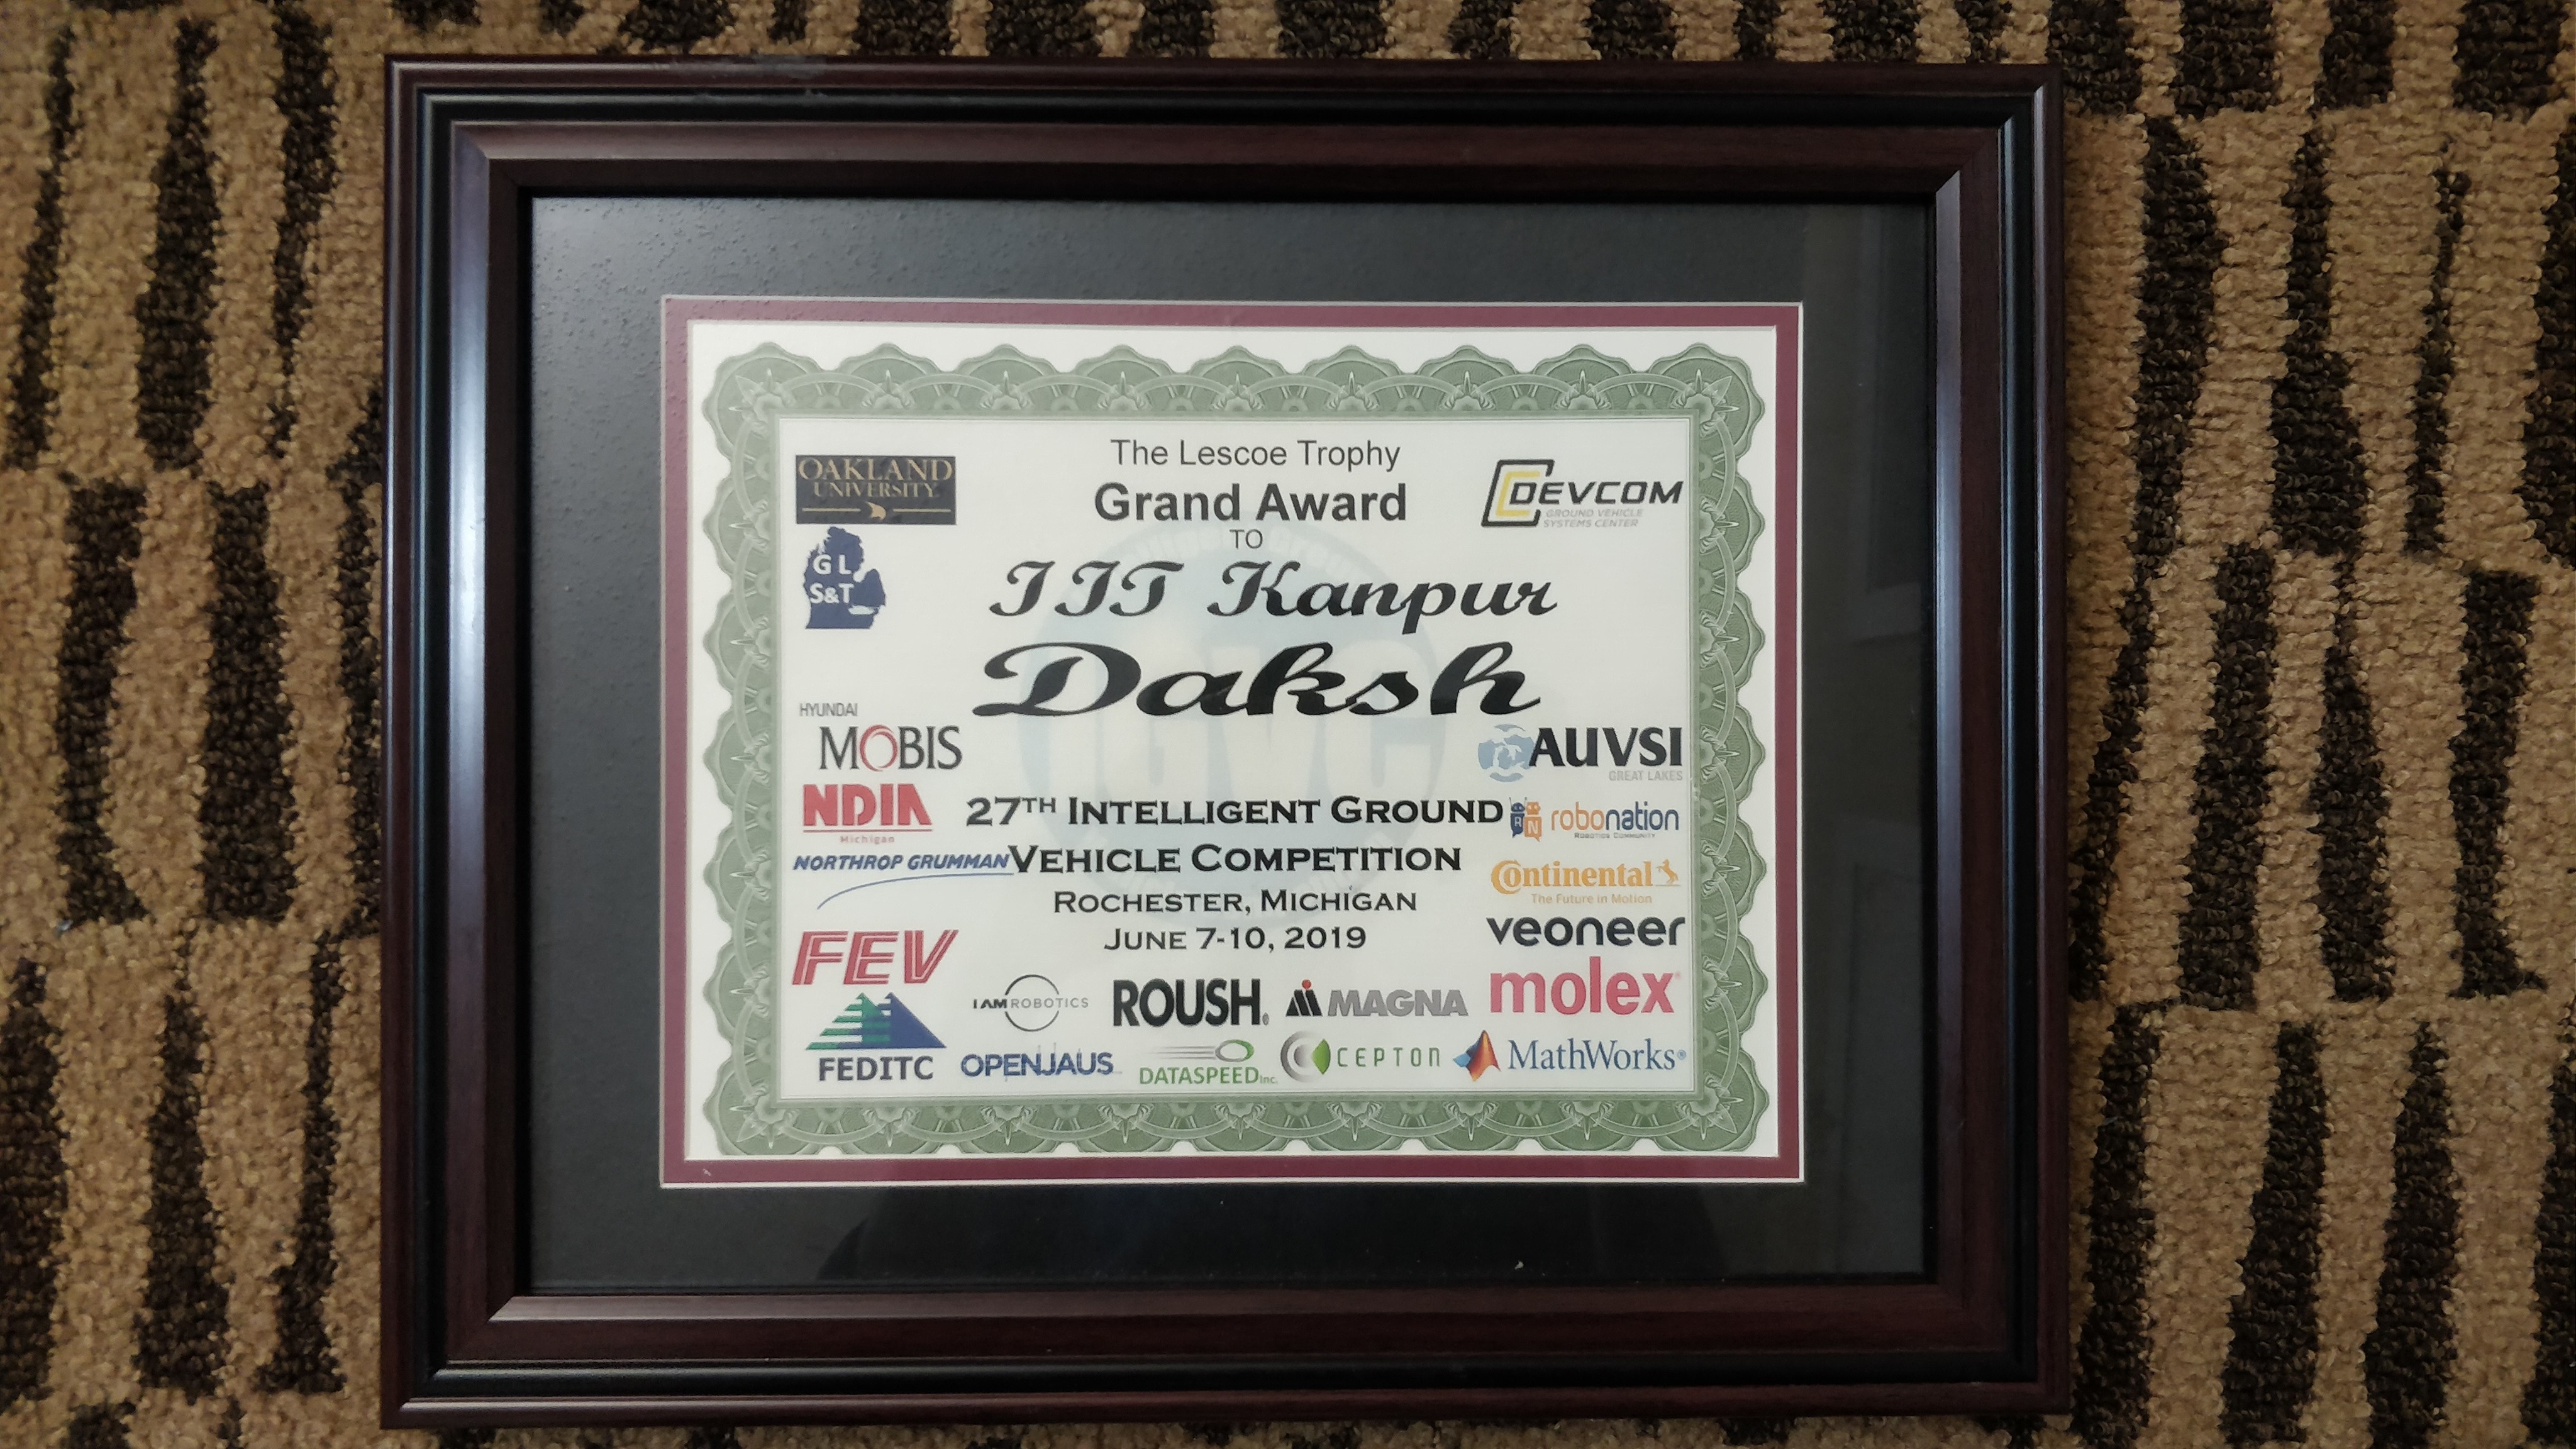 The Lescoe Trophy
Grand Award
TO
IIT Kanpur
Daksh
27TH INTELLIGENT GROUND
VEHICLE COMPETITION
ROCHESTER, MICHIGAN
JUNE 7-10, 2019
OAKLAND
UNIVERSITY
G L
S&T
HYUNDAI
MOBIS
NDIA
Michigan
NORTHROP GRUMMAN
FEV
FEDITC
DEVCOM
GROUND VEHICLE
SYSTEMS CENTER
AUVSI
GREAT LAKES
RN robonation
ROBOTICS COMMUNITY
Continental
The Future in Motion
veoneer
molex
I AM ROBOTICS
ROUSH®
MAGNA
OPENJAUS
DATASPEED Inc.
CEPTON
MathWorks®
IGVC